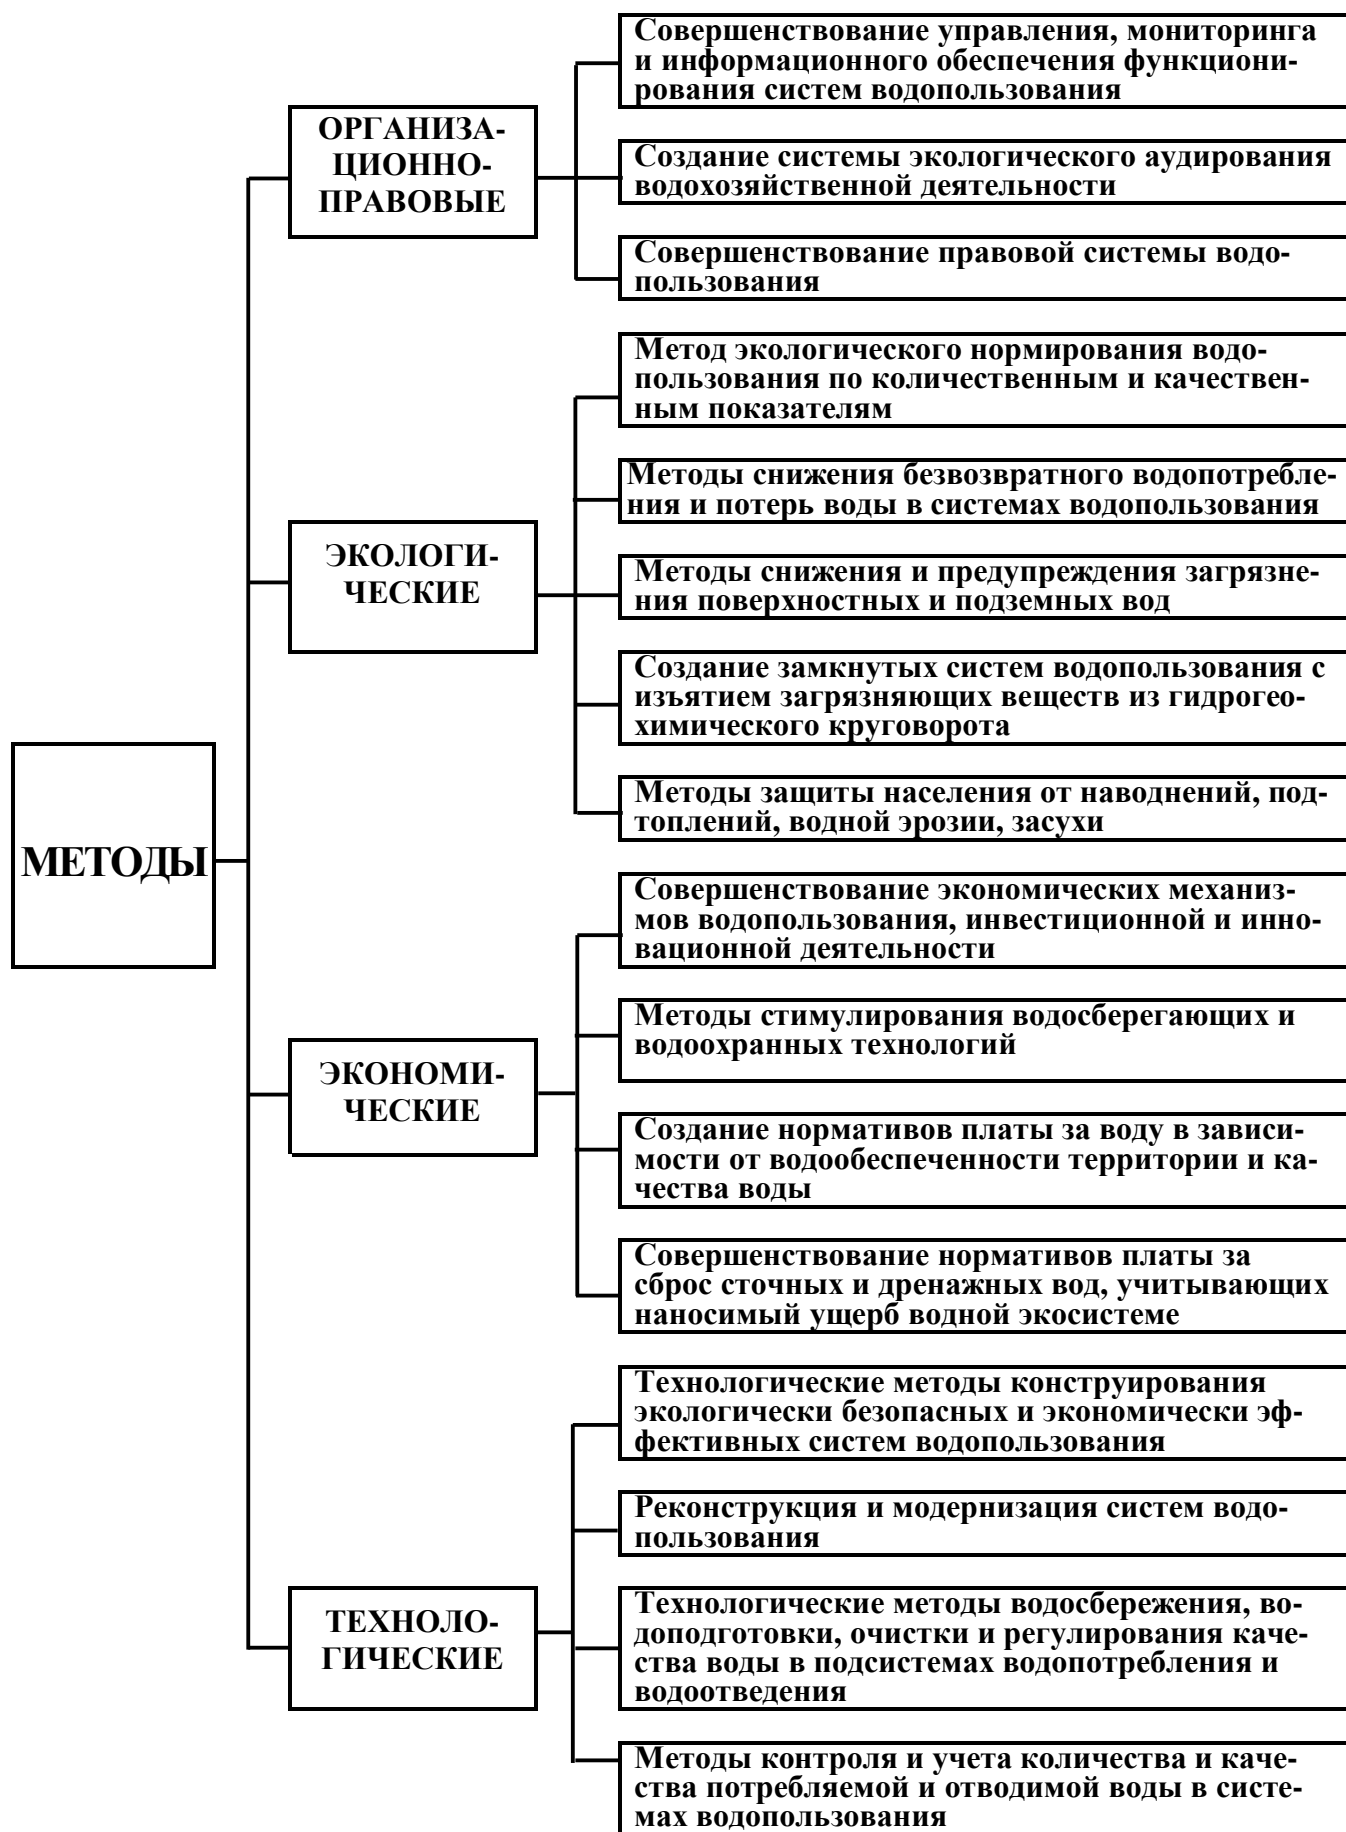 МЕТОДЫ
ОРГАНИЗА-
ЦИОННО-
ПРАВОВЫЕ
Совершенствование управления, мониторинга
и информационного обеспечения функциони-
рования систем водопользования
Создание системы экологического аудирования
водохозяйственной деятельности
Совершенствование правовой системы водо-
пользования
ЭКОЛОГИ-
ЧЕСКИЕ
Метод экологического нормирования водо-
пользования по количественным и качествен-
ным показателям
Методы снижения безвозвратного водопотребле-
ния и потерь воды в системах водопользования
Методы снижения и предупреждения загрязне-
ния поверхностных и подземных вод
Создание замкнутых систем водопользования с
изъятием загрязняющих веществ из гидрогео-
химического круговорота
Методы защиты населения от наводнений, под-
топлений, водной эрозии, засухи
ЭКОНОМИ-
ЧЕСКИЕ
Совершенствование экономических механиз-
мов водопользования, инвестиционной и инно-
вационной деятельности
Методы стимулирования водосберегающих и
водоохранных технологий
Создание нормативов платы за воду в зависи-
мости от водообеспеченности территории и ка-
чества воды
Совершенствование нормативов платы за
сброс сточных и дренажных вод, учитывающих
наносимый ущерб водной экосистеме
ТЕХНОЛО-
ГИЧЕСКИЕ
Технологические методы конструирования
экологически безопасных и экономически эф-
фективных систем водопользования
Реконструкция и модернизация систем водо-
пользования
Технологические методы водосбережения, во-
доподготовки, очистки и регулирования каче-
ства воды в подсистемах водопотребления и
водоотведения
Методы контроля и учета количества и каче-
ства потребляемой и отводимой воды в систе-
мах водопользования